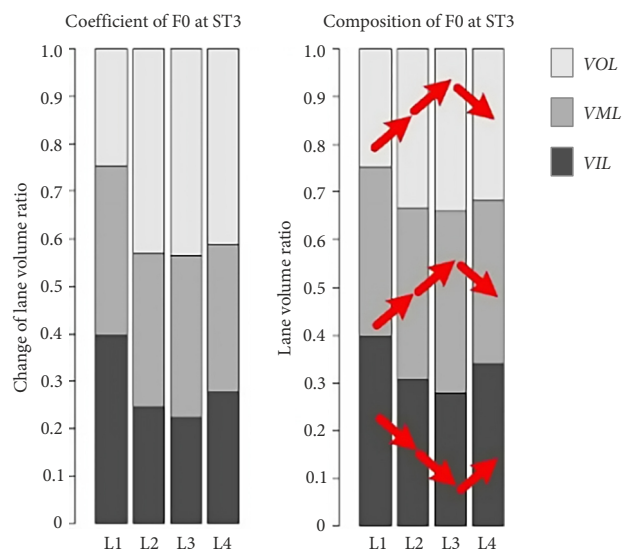 Coefficient of F0 at ST3
Change of lane volume ratio
1.0
0.9
0.8
0.7
0.6
0.5
0.4
0.3
0.2
0.1
0
L1 L2 L3 L4
Composition of F0 at ST3
Lane volume ratio
1.0
0.9
0.8
0.7
0.6
0.5
0.4
0.3
0.2
0.1
0
L1 L2 L3 L4
VOL
VML
VIL